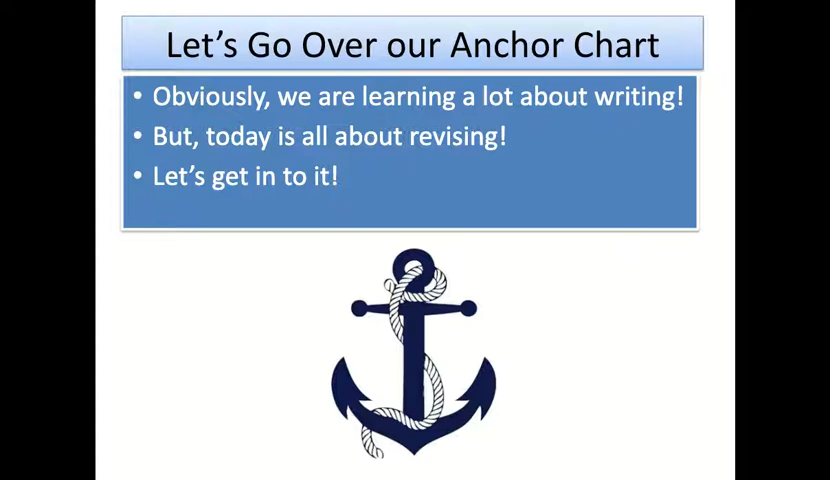 Let's Go Over our Anchor Chart
• Obviously, we are learning a lot about writing!
• But, today is all about revising!
• Let's get in to it!